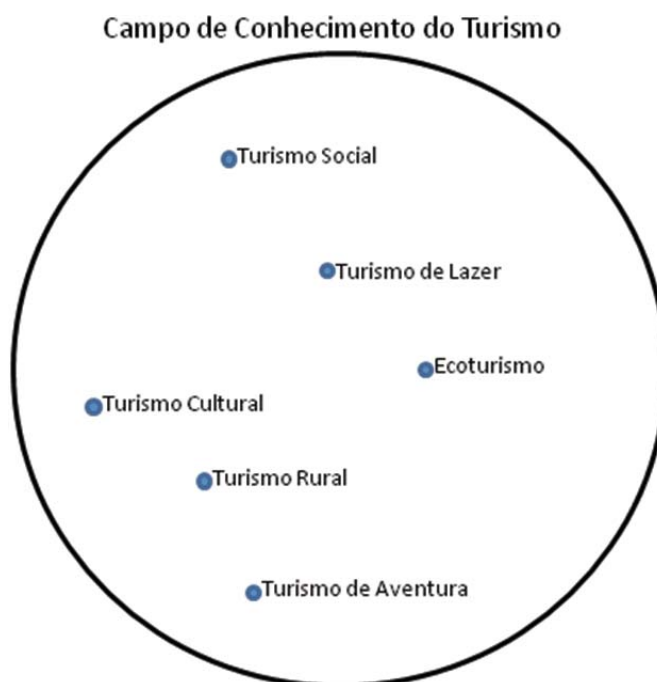 Campo de Conhecimento do Turismo
Turismo Social
Turismo de Lazer
Ecoturismo
Turismo Cultural
Turismo Rural
Turismo de Aventura